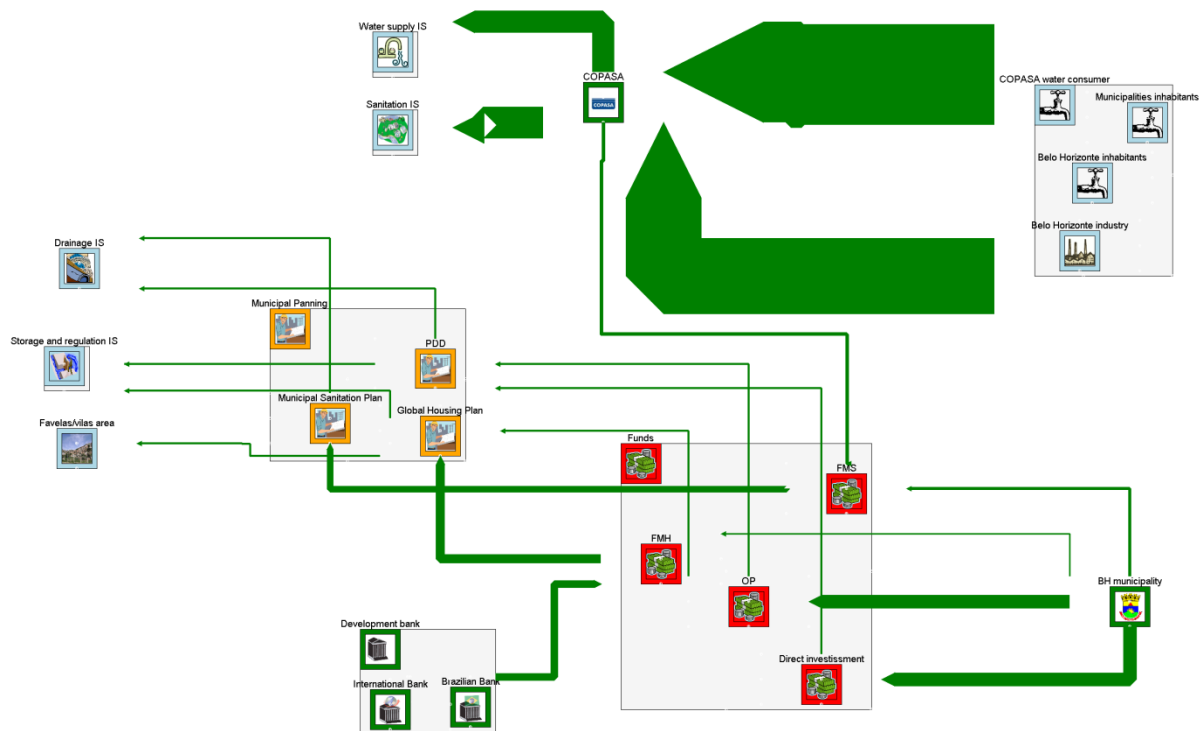 Water supply IS
COPASA
COPASA
COPASA water consumer
Municipalities inhabitants
Sanitation IS
Belo Horizonte inhabitants
Belo Horizonte industry
Drainage IS
Municipal Panning
Storage and regulation IS
PDD
Municipal Sanitation Plan
Global Housing Plan
Favelas/vilas area
Funds
FMS
FMH
OP
BH municipality
Development bank
Direct investissment
International Bank
Brazilian Bank